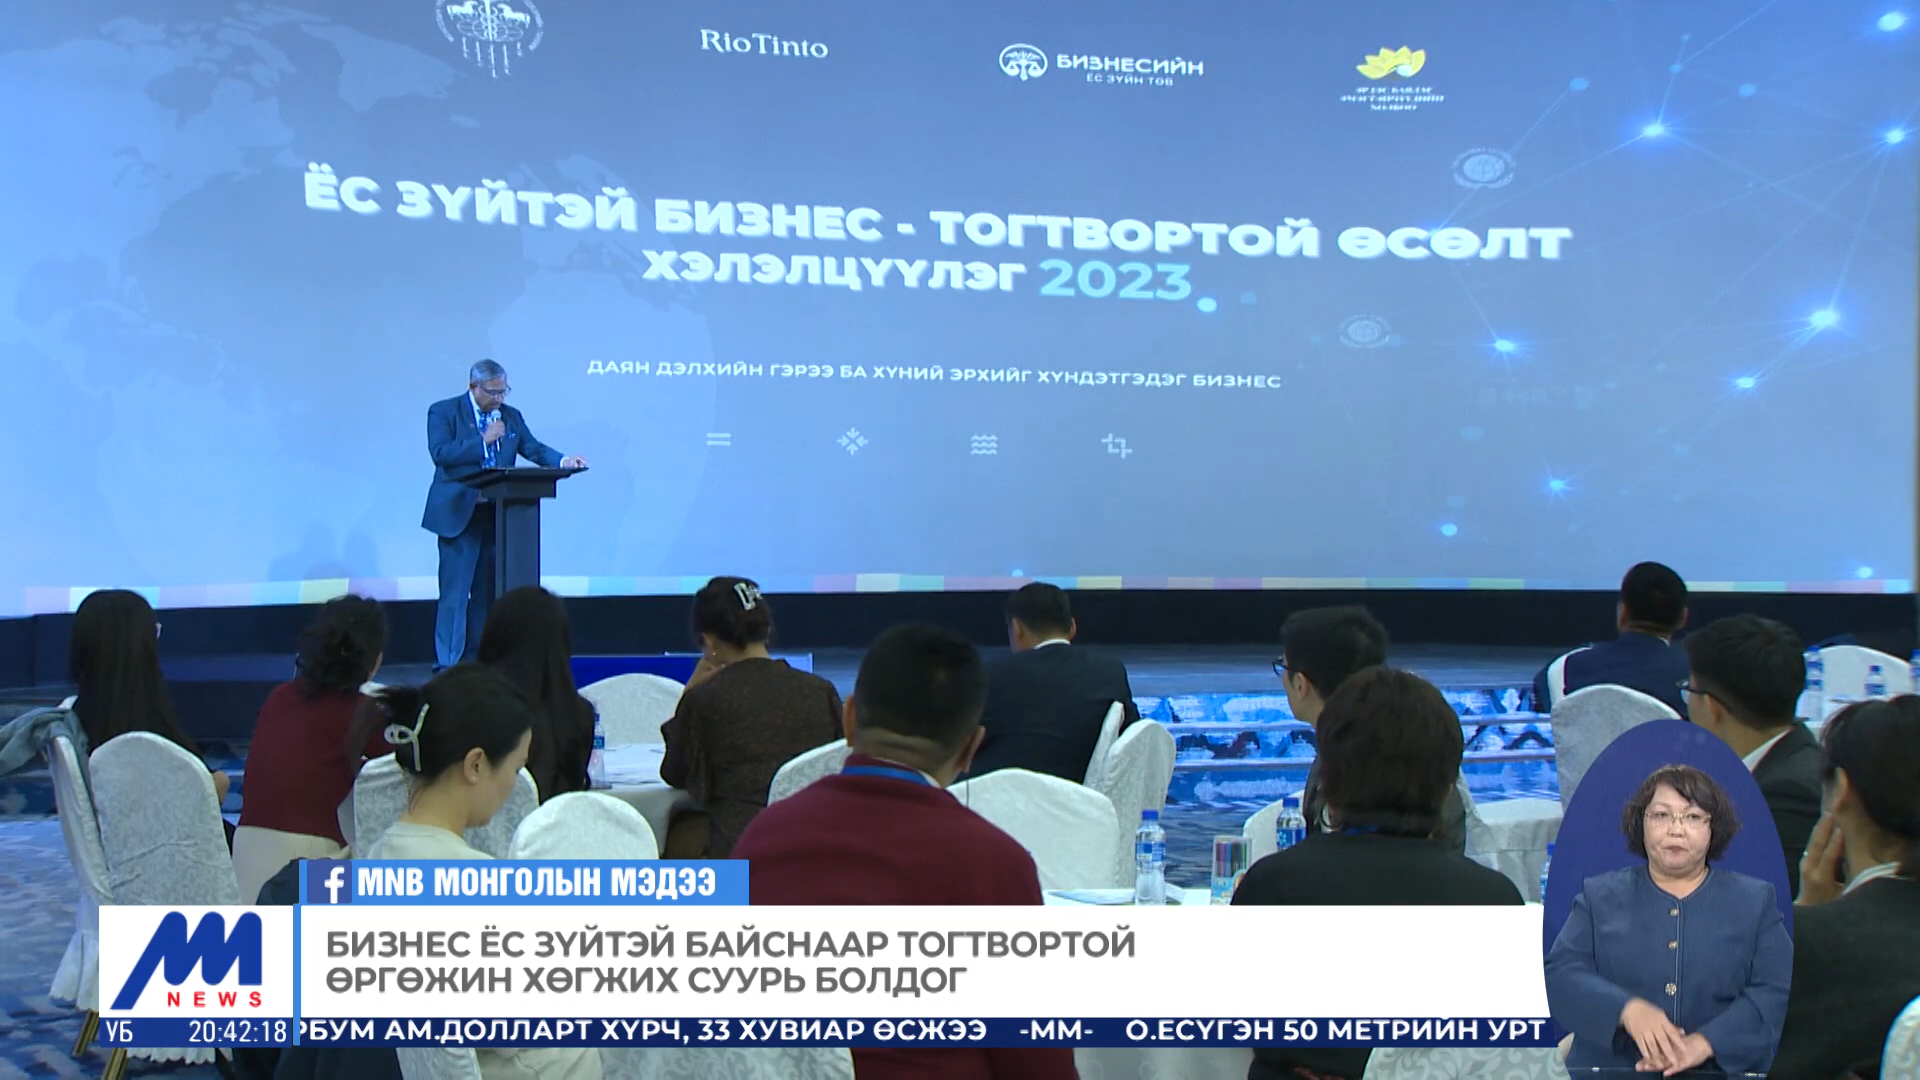 RioTinto
БИЗНЕСИЙН
ЁС ЗҮЙН ТӨВ
ЁС ЗҮЙТЭЙ БИЗНЕС - ТОГТВОРТОЙ ӨСӨЛТ
ХЭЛЭЛЦҮҮЛЭГ 2023
ДАЯН ДЭЛХИЙН ГЭРЭЭ БА ХҮНИЙ ЭРХИЙГ ХҮНДЭТГЭДЭГ БИЗНЕС
f MNB МОНГОЛЫН МЭДЭЭ
NEWS
БИЗНЕС ЁС ЗҮЙТЭЙ БАЙСНААР ТОГТВОРТОЙ
ӨРГӨЖИН ХӨГЖИХ СУУРЬ БОЛДОГ
УБ 20:42:18 РБУМ АМ.ДОЛЛАРТ ХҮРЧ, 33 ХУВИАР ӨСЖЭЭ -ММ- О.ЕСҮГЭН 50 МЕТРИЙН УРТ